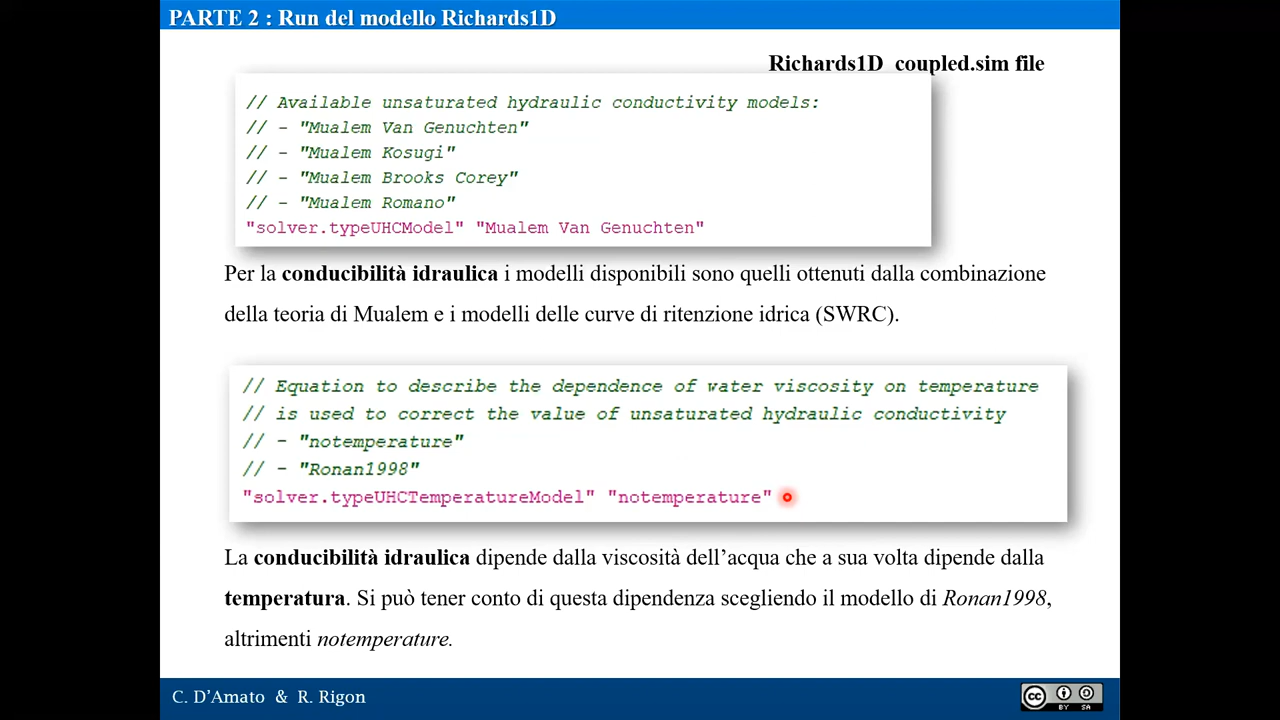 PARTE 2 : Run del modello Richards1D
Richards1D coupled.sim file
// Available unsaturated hydraulic conductivity models:
// - "Mualem Van Genuchten"
// - "Mualem Kosugi"
// - "Mualem Brooks Corey"
// - "Mualem Romano"
"solver.typeUHCModel" "Mualem Van Genuchten"
Per la conducibilità idraulica i modelli disponibili sono quelli ottenuti dalla combinazione
della teoria di Mualem e i modelli delle curve di ritenzione idrica (SWRC).
// Equation to describe the dependence of water viscosity on temperature
// is used to correct the value of unsaturated hydraulic conductivity
// - "notemperature"
// - "Ronan1998"
"solver.typeUHCTemperatureModel" "notemperature"
La conducibilità idraulica dipende dalla viscosità dell'acqua che a sua volta dipende dalla
temperatura. Si può tener conto di questa dipendenza scegliendo il modello di Ronan1998,
altrimenti notemperature.
C. D'Amato & R. Rigon
cc BY SA